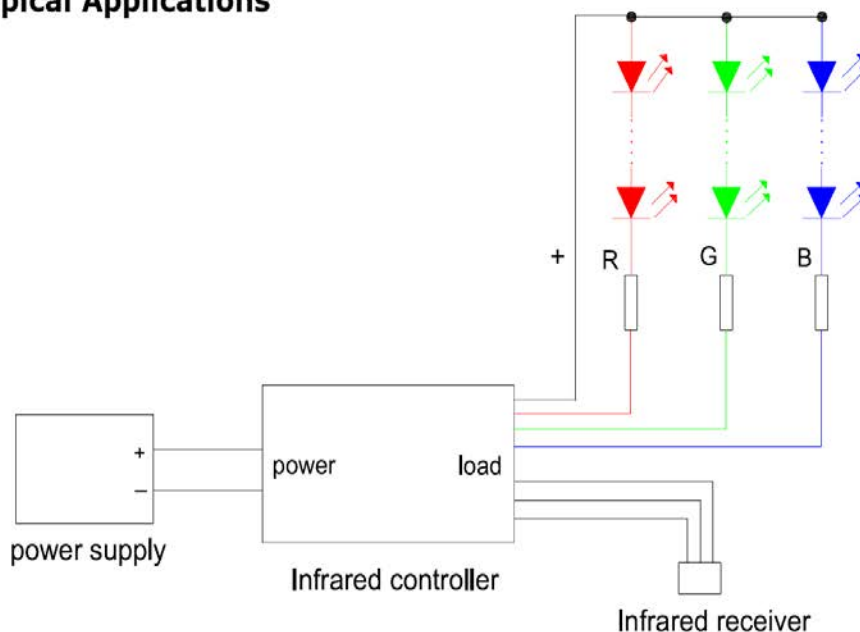 pical Applications
+
R
G
B
+
−
power
load
power supply
Infrared controller
Infrared receiver